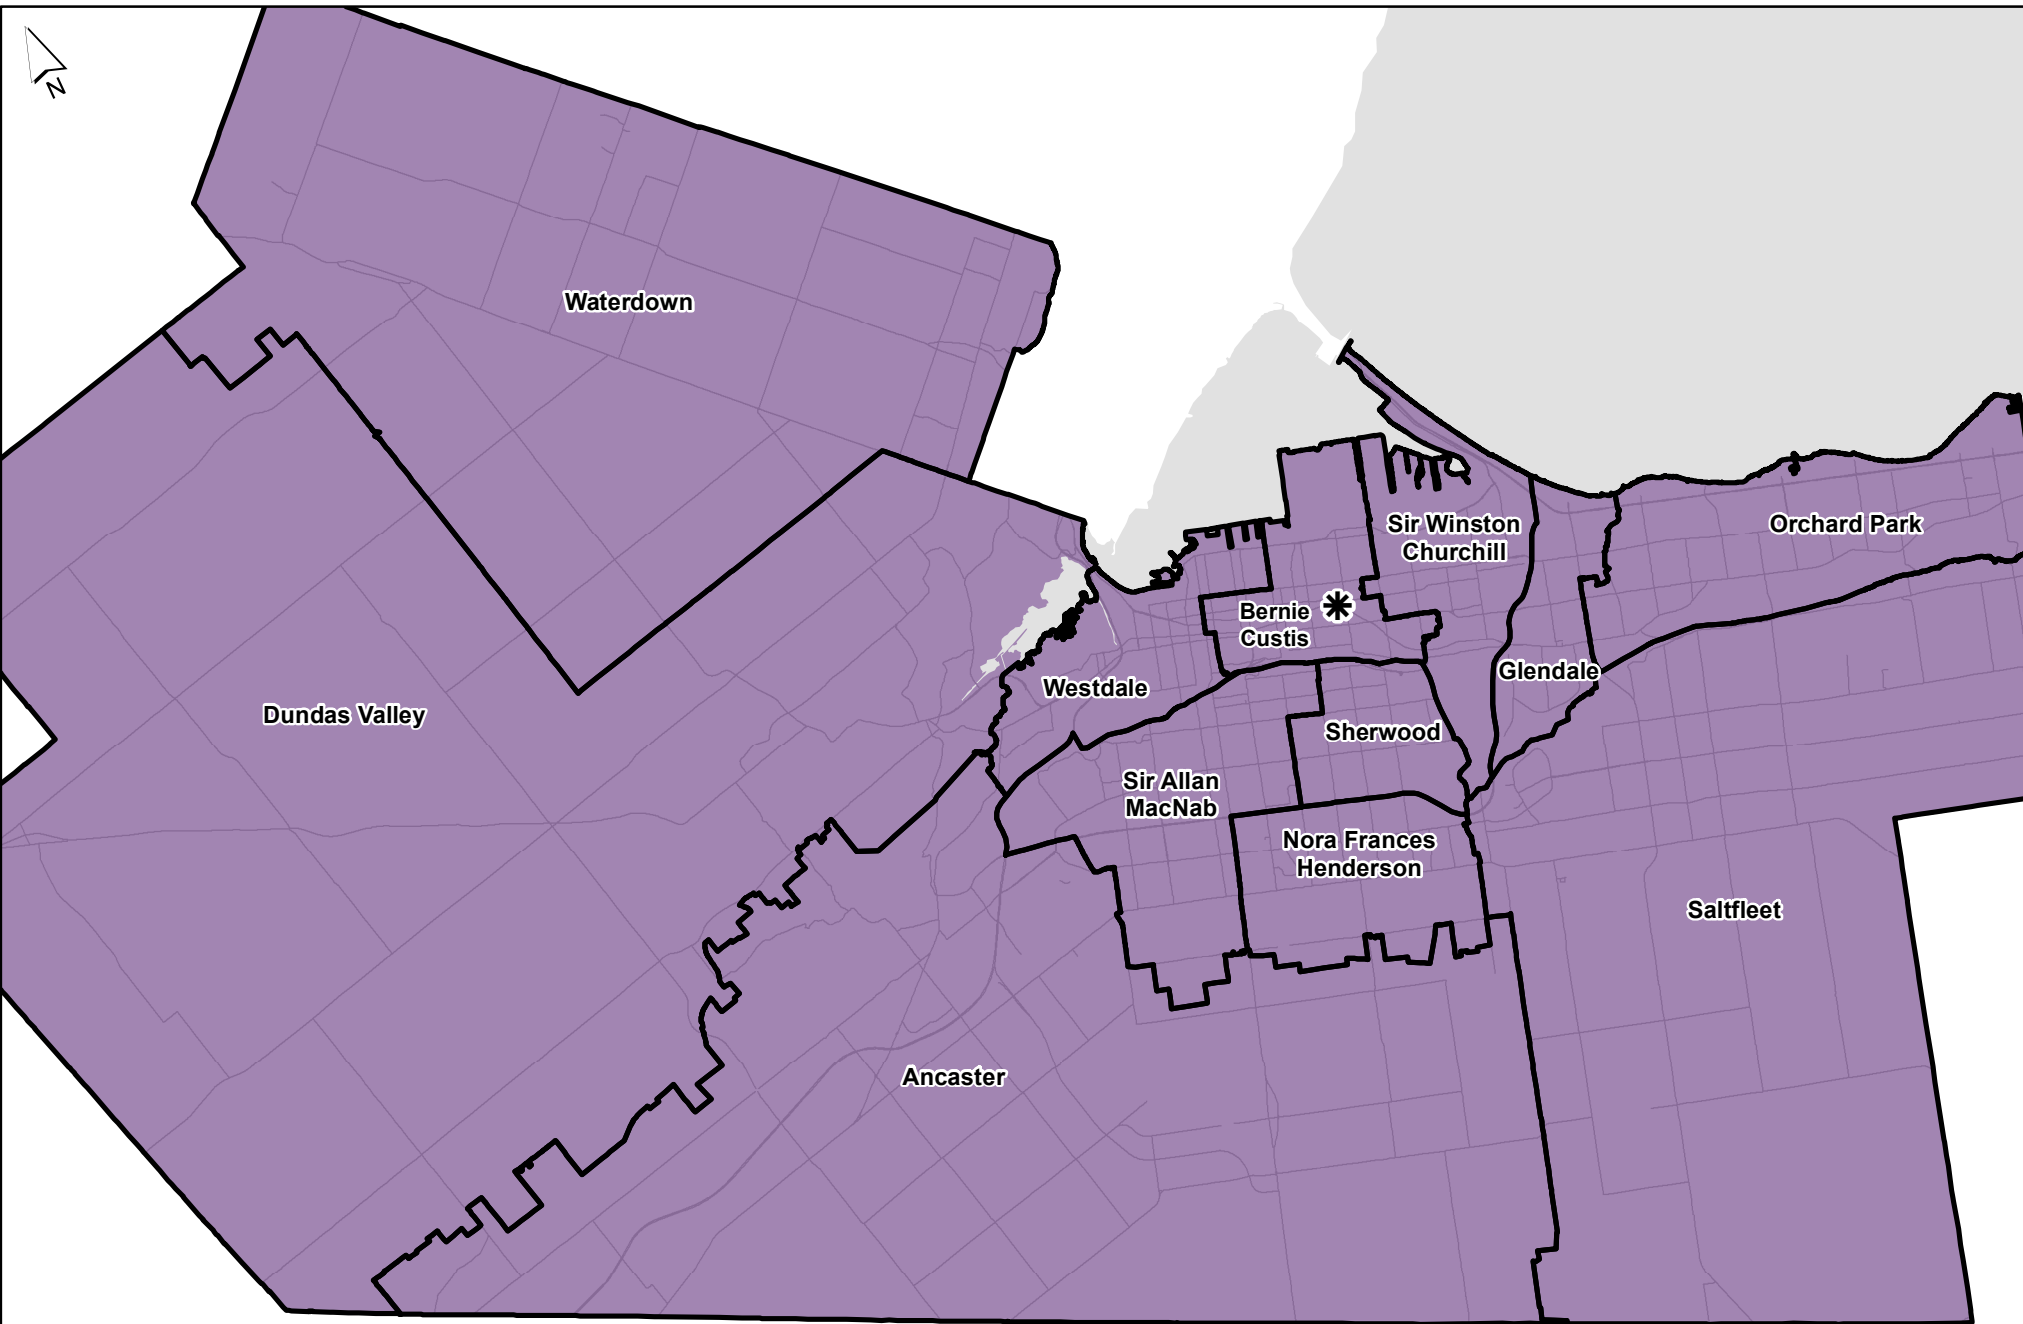 N
Waterdown
Sir Winston
Churchill
Orchard Park
Bernie
Custis
Glendale
Westdale
Dundas Valley
Sherwood
Sir Allan
MacNab
Nora Frances
Henderson
Saltfleet
Ancaster